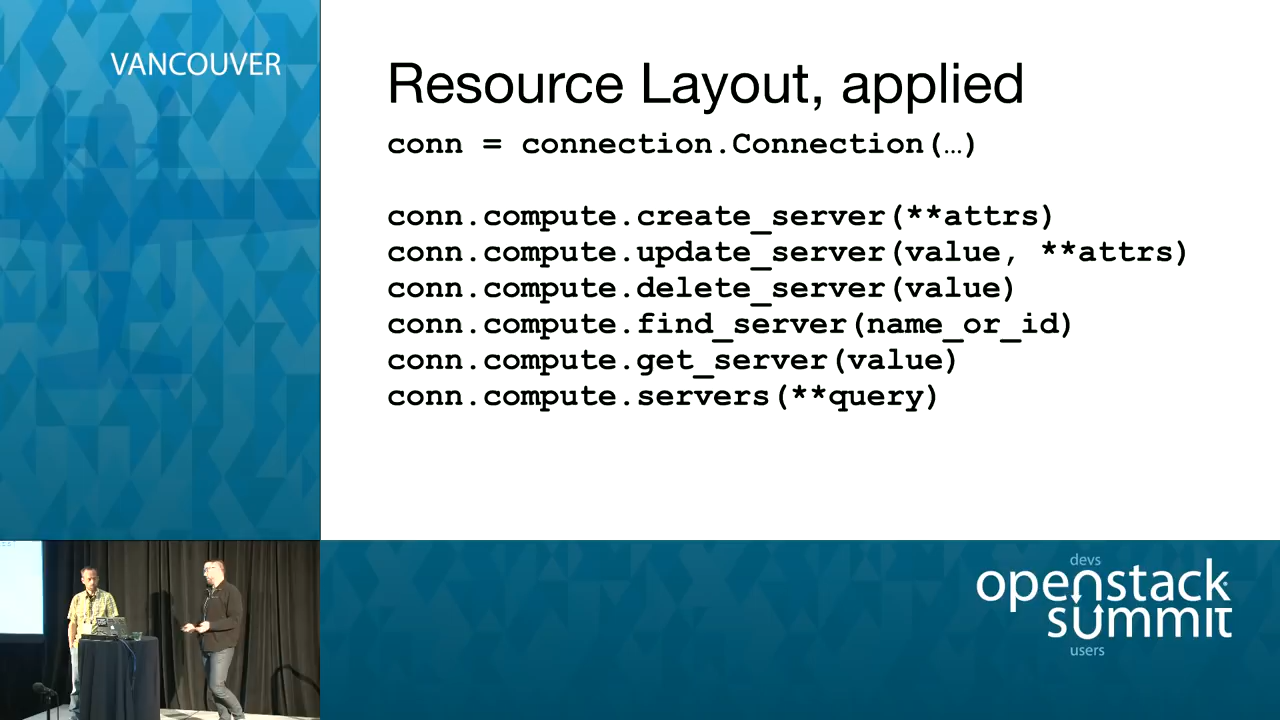 VANCOUVER
Resource Layout, applied
conn = connection.Connection(…)
conn.compute.create_server(**attrs)
conn.compute.update_server(value, **attrs)
conn.compute.delete_server(value)
conn.compute.find_server(name_or_id)
conn.compute.get_server(value)
conn.compute.servers(**query)
devs
openstack
summit
users